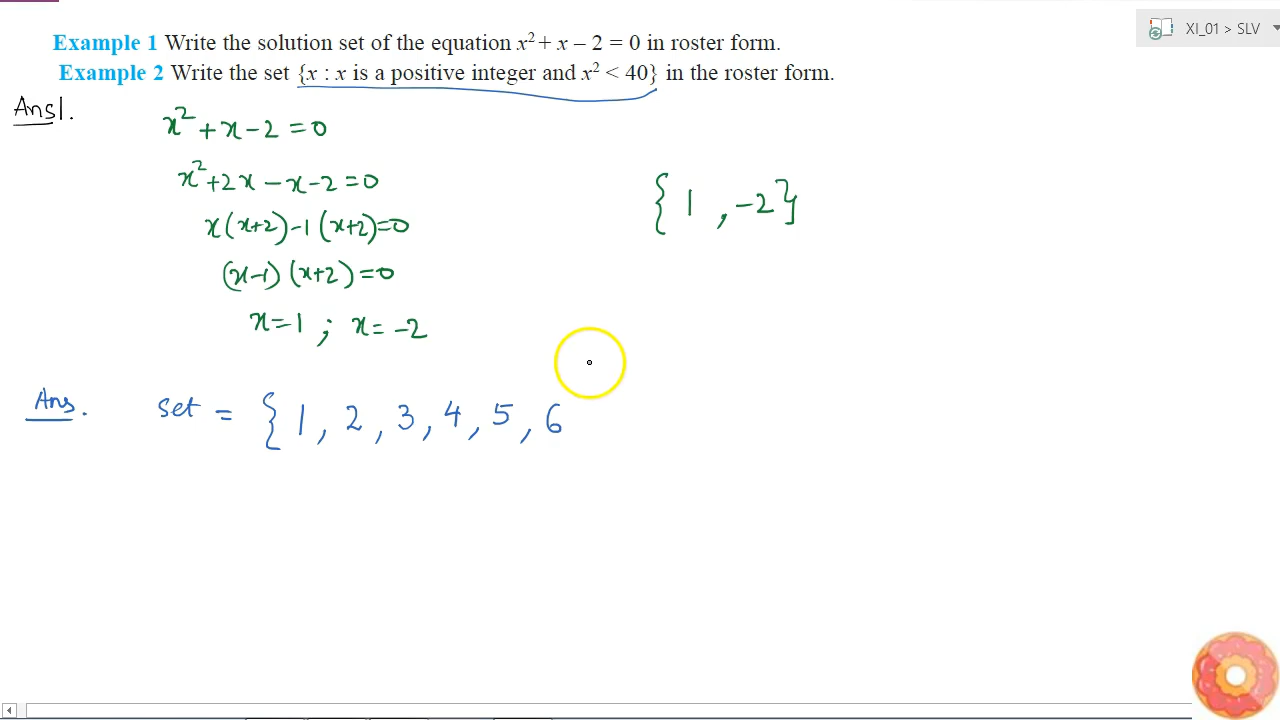 XI_01 > SLV
Example 1 Write the solution set of the equation x² + x – 2 = 0 in roster form.
Example 2 Write the set {x : x is a positive integer and x² < 40} in the roster form.
Ans1.
x² + x - 2 = 0
x² + 2x - x - 2 = 0
x(x+2) - 1(x+2) = 0
(x-1)(x+2) = 0
x = 1 ; x = -2
{ 1 , -2 }
Ans. set = { 1 , 2 , 3 , 4 , 5 , 6